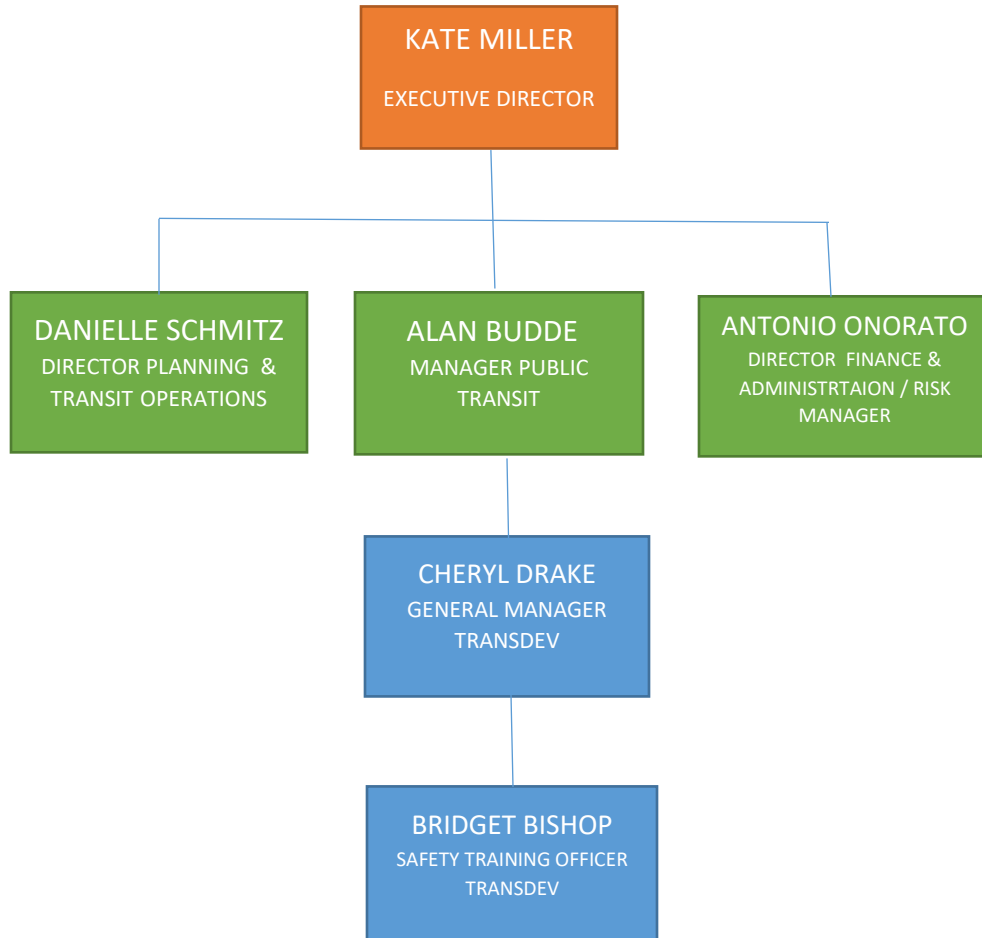 KATE MILLER
EXECUTIVE DIRECTOR
DANIELLE SCHMITZ
DIRECTOR PLANNING &
TRANSIT OPERATIONS
ALAN BUDDE
MANAGER PUBLIC
TRANSIT
ANTONIO ONORATO
DIRECTOR FINANCE &
ADMINISTRTAION / RISK
MANAGER
CHERYL DRAKE
GENERAL MANAGER
TRANSDEV
BRIDGET BISHOP
SAFETY TRAINING OFFICER
TRANSDEV